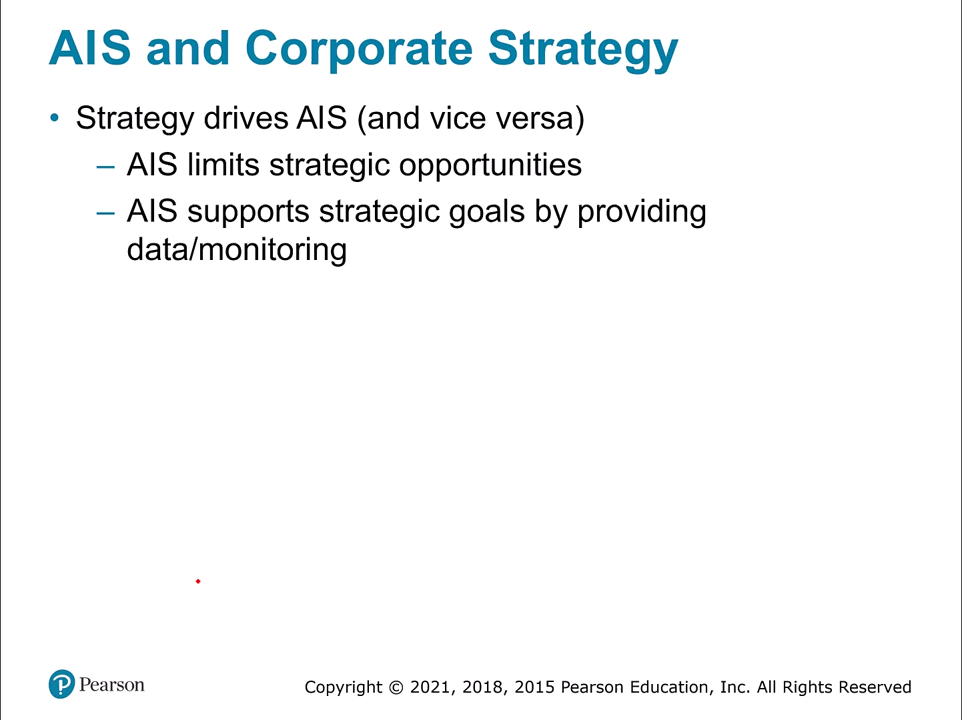 AIS and Corporate Strategy
• Strategy drives AIS (and vice versa)
– AIS limits strategic opportunities
– AIS supports strategic goals by providing
data/monitoring
Pearson
Copyright © 2021, 2018, 2015 Pearson Education, Inc. All Rights Reserved